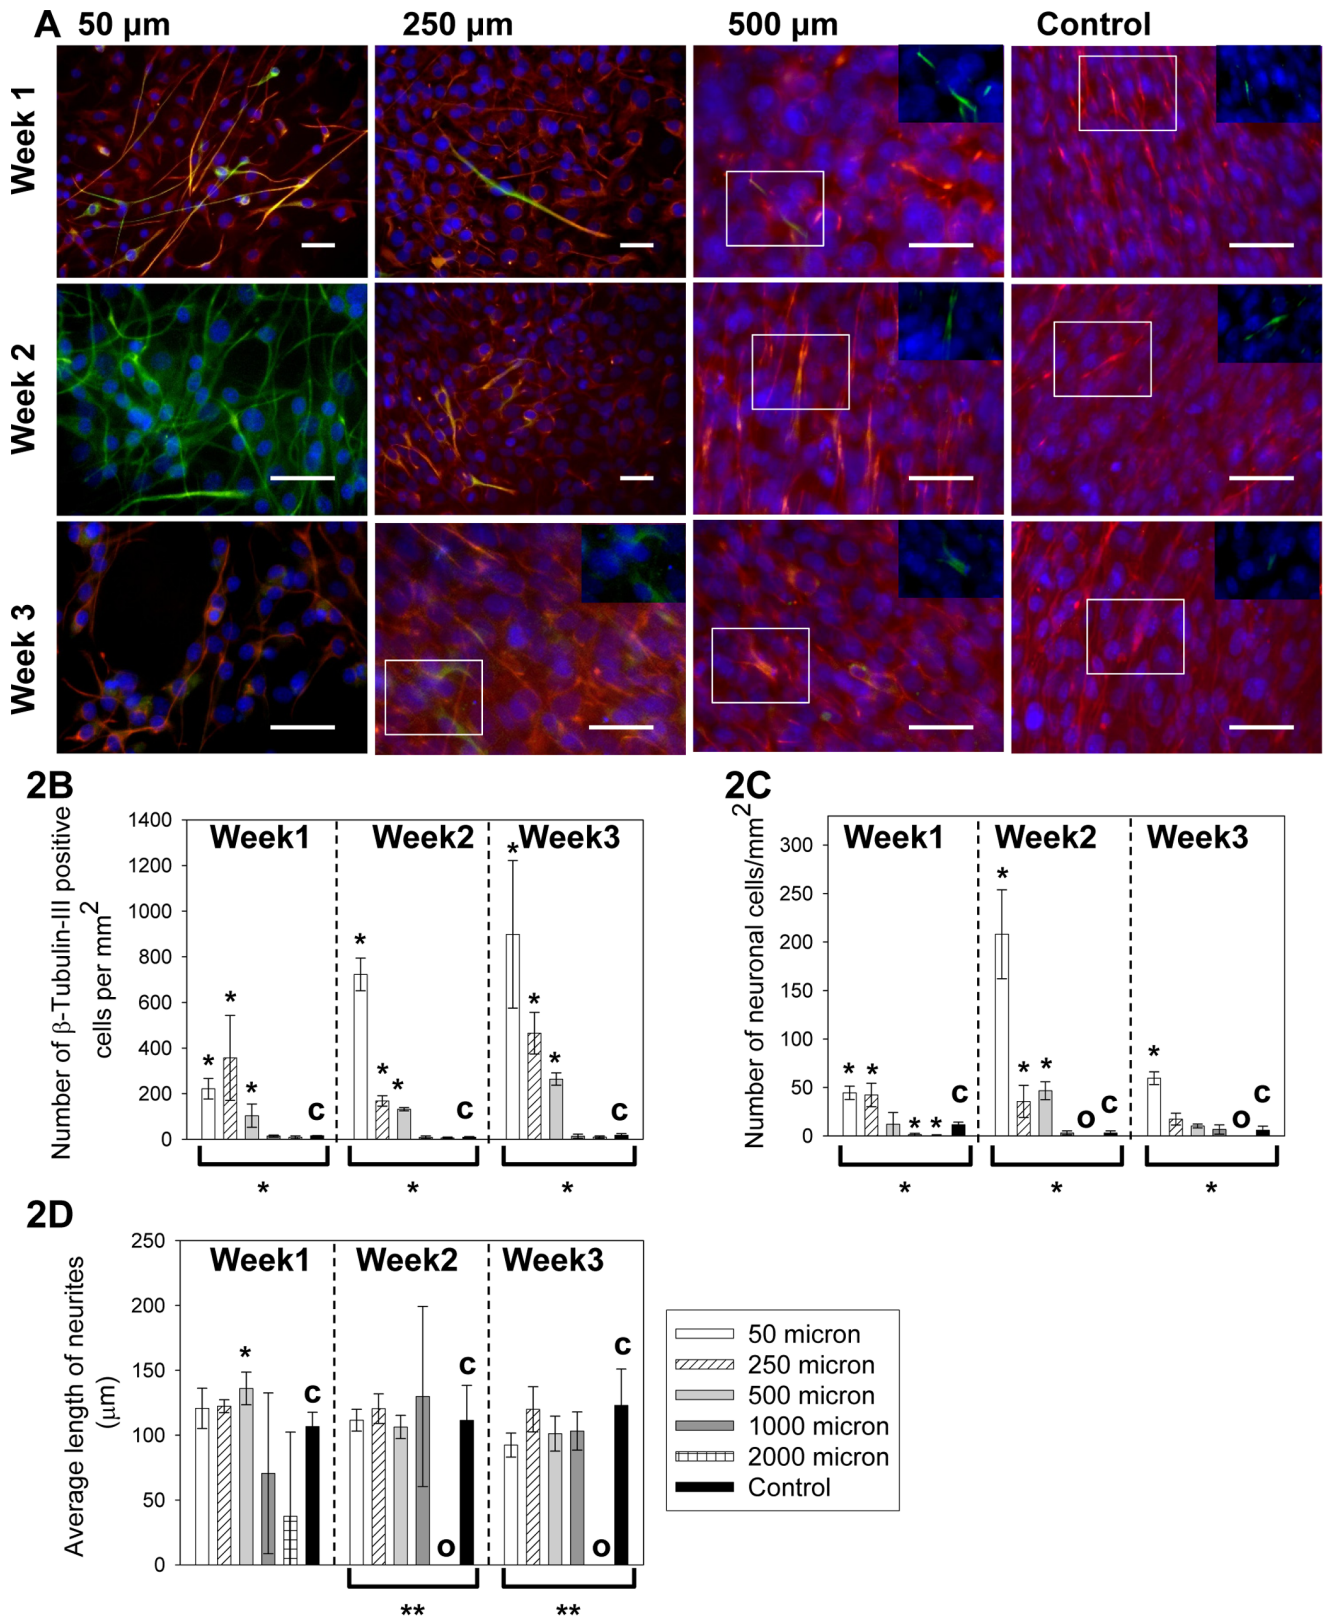 A 50 µm 250 µm 500 µm Control
Week 1
Week 2
Week 3
2B
Number of β-Tubulin-III positive
cells per mm2
1400
1200
1000
800
600
400
200
0
Week1 Week2 Week3
* * * C
* * * C
* * * C
* * *
2C
Number of neuronal cells/mm2
300
250
200
150
100
50
0
Week1 Week2 Week3
* * * * C
* * * O C
* O C
* * *
2D
Average length of neurites
(µm)
250
200
150
100
50
0
Week1 Week2 Week3
* C
O C
O C
** **
50 micron
250 micron
500 micron
1000 micron
2000 micron
Control